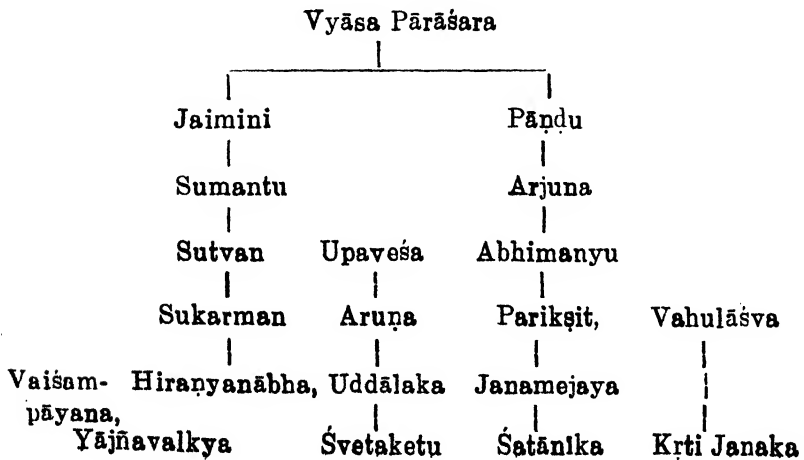 Vyāsa Pārāśara
Jaimini Pāṇḍu
Sumantu Arjuna
Sutvan Upaveśa Abhimanyu
Sukarman Aruṇa Parikṣit, Vahulāśva
Vaiśam- Hiraṇyanābha, Uddālaka Janamejaya
pāyana,
Yājñavalkya Śvetaketu Śatānīka Kṛti Janaka